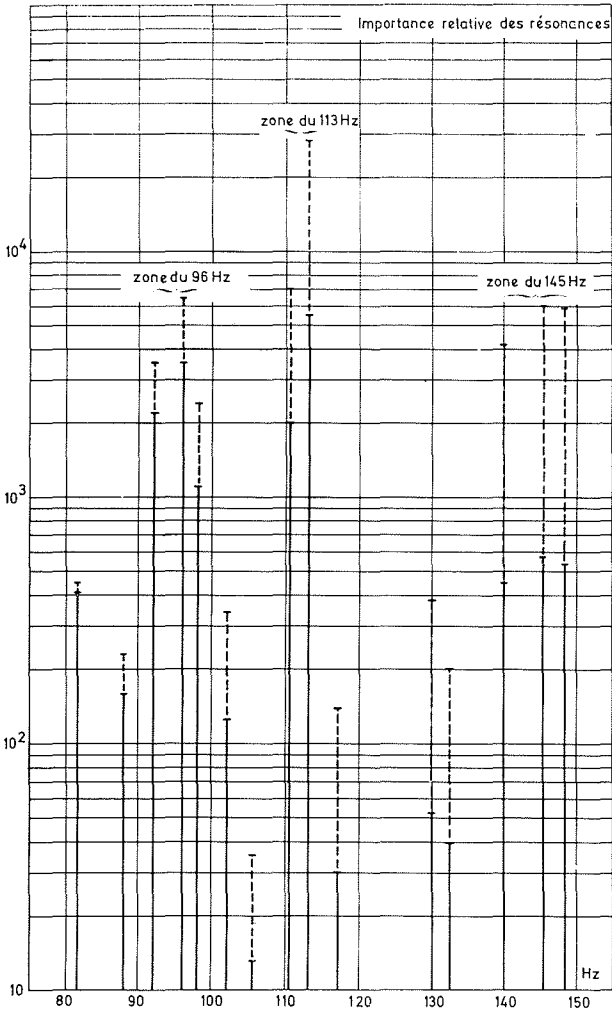 Importance relative des résonances
zone du 113 Hz
10⁴
zone du 96 Hz
zone du 145 Hz
10³
10²
10
Hz
80 90 100 110 120 130 140 150